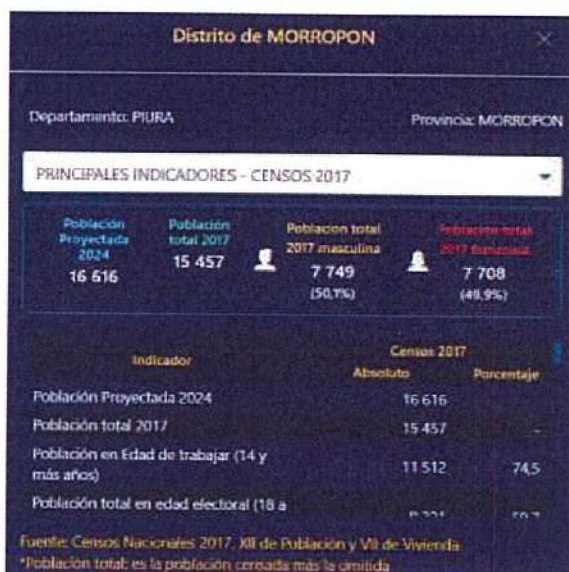 Distrito de MORROPON
Departamento: PIURA Provincia: MORROPON
PRINCIPALES INDICADORES - CENSOS 2017
Población Proyectada 2024
16 616
Población total 2017
15 457
Poblacion total 2017 masculina
7 749
(50,1%)
Poblacion total 2017 femenina
7 708
(49,9%)
Indicador Censos 2017
Absoluto Porcentaje
Población Proyectada 2024 16 616
Población total 2017 15 457 -
Población en Edad de trabajar (14 y
más años) 11 512 74,5
Población total en edad electoral (18 a
Fuente: Censos Nacionales 2017, XII de Población y VII de Vivienda
*Población total: es la población censada más la omitida